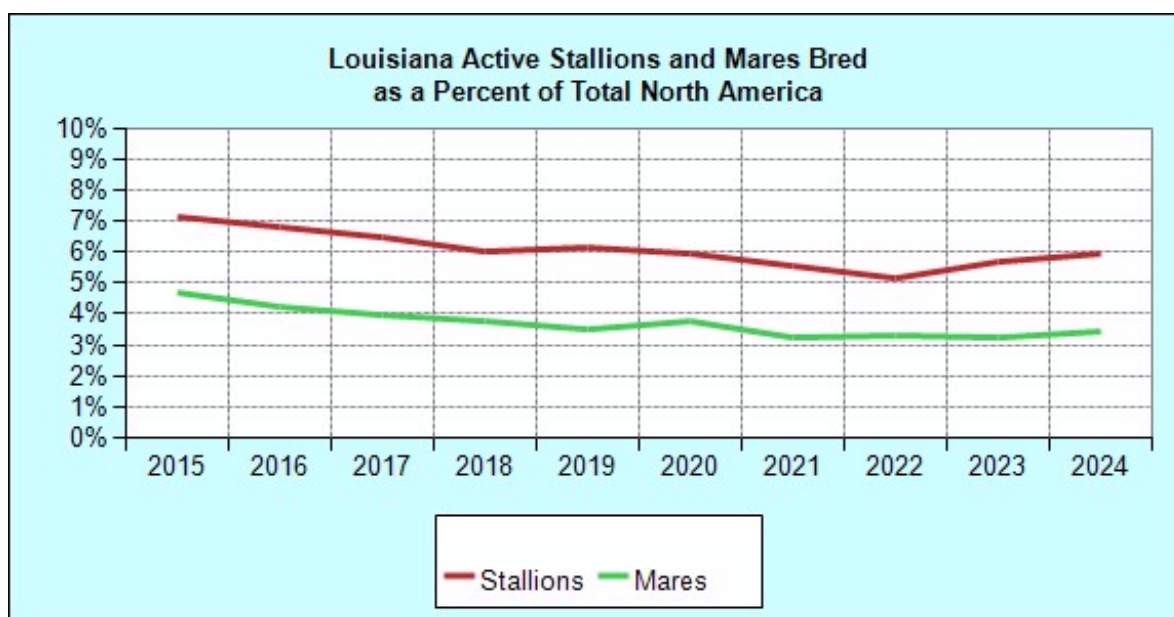 Louisiana Active Stallions and Mares Bred
as a Percent of Total North America
10%
9%
8%
7%
6%
5%
4%
3%
2%
1%
0%
2015 2016 2017 2018 2019 2020 2021 2022 2023 2024
Stallions Mares